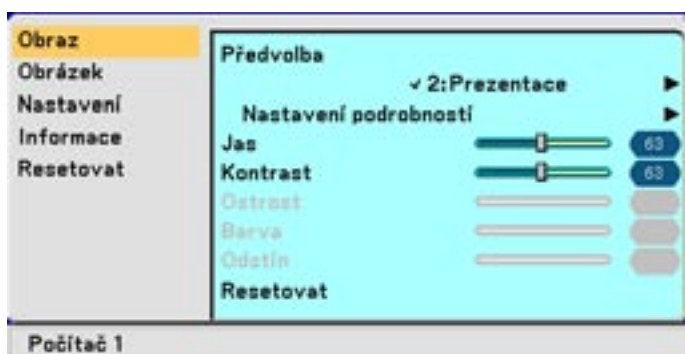 Obraz
Obrázek
Nastavení
Informace
Resetovat
Předvolba
✓ 2:Prezentace
Nastavení podrobností
Jas 63
Kontrast 63
Ostrost
Barva
Odstín
Resetovat
Počítač 1